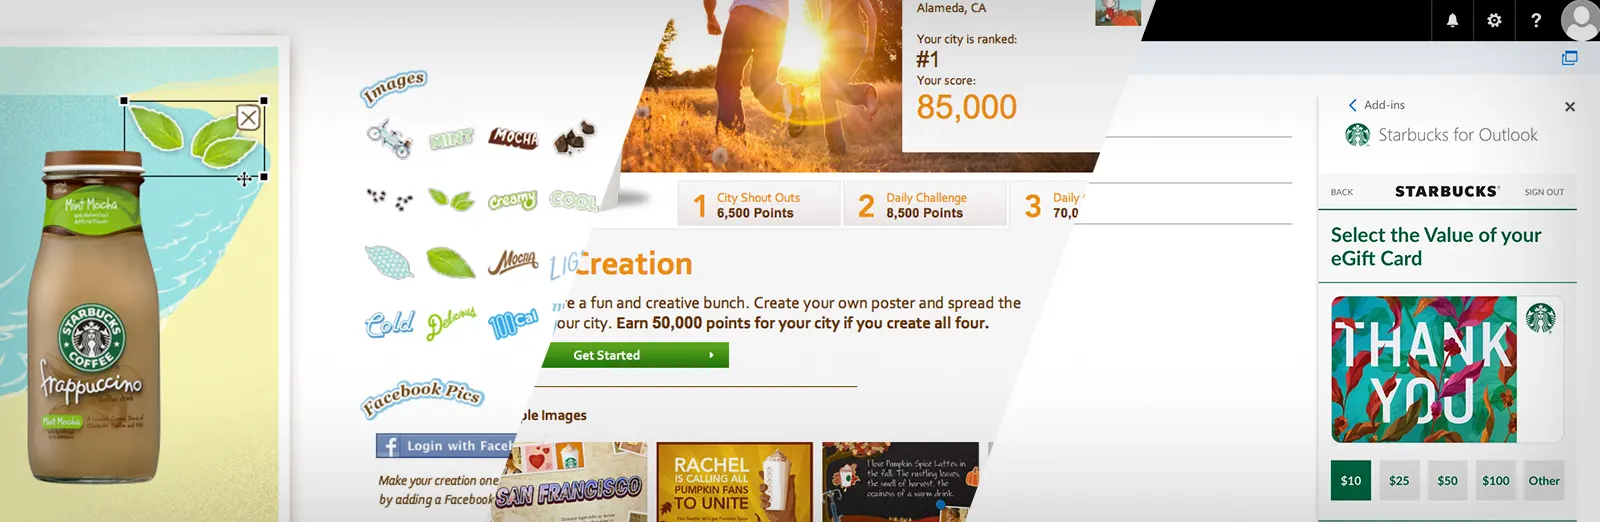 Mint Mocha
STARBUCKS
COFFEE
frappuccino
coffee drink
Mint Mocha
Images
MINT
MOCHA
Creamy
COOL
Mocha
LIG
Cold
Delicious
100 Cal
Facebook Pics
f Login with Faceb
Make your creation one
by adding a Facebook
Alameda, CA
Your city is ranked:
#1
Your score:
85,000
1 City Shout Outs
6,500 Points
2 Daily Challenge
8,500 Points
3 Daily
70,0
Creation
re a fun and creative bunch. Create your own poster and spread the
our city. Earn 50,000 points for your city if you create all four.
Get Started
ple Images
SAN FRANCISCO
RACHEL
IS CALLING ALL
PUMPKIN FANS
TO UNITE
I love Pumpkin Spice Lattes in
the fall. The rustling leaves,
the smell of harvest, the
coziness of a warm drink.
?
Add-ins
Starbucks for Outlook
BACK
STARBUCKS®
SIGN OUT
Select the Value of your
eGift Card
THANK
YOU
$10
$25
$50
$100
Other